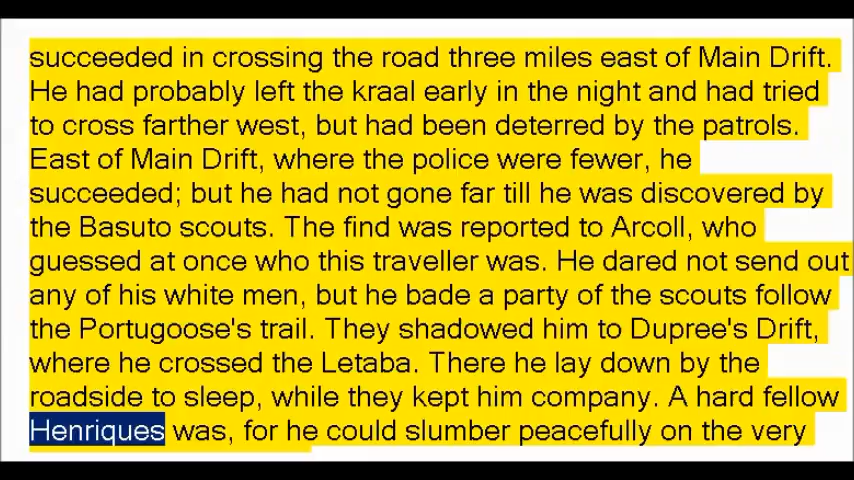 succeeded in crossing the road three miles east of Main Drift.
He had probably left the kraal early in the night and had tried
to cross farther west, but had been deterred by the patrols.
East of Main Drift, where the police were fewer, he
succeeded; but he had not gone far till he was discovered by
the Basuto scouts. The find was reported to Arcoll, who
guessed at once who this traveller was. He dared not send out
any of his white men, but he bade a party of the scouts follow
the Portugoose's trail. They shadowed him to Dupree's Drift,
where he crossed the Letaba. There he lay down by the
roadside to sleep, while they kept him company. A hard fellow
Henriques was, for he could slumber peacefully on the very